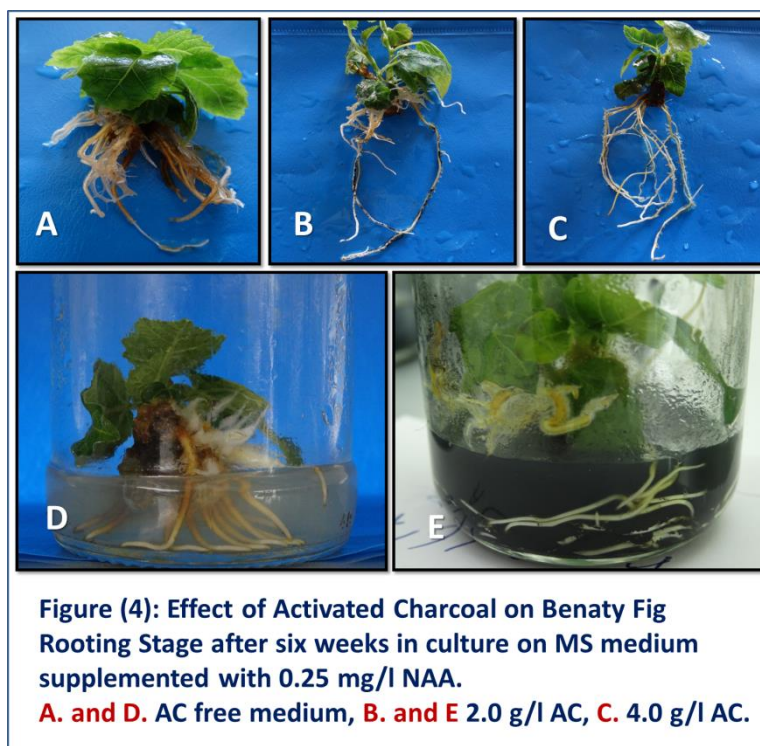 A
B
C
D
E
Figure (4): Effect of Activated Charcoal on Benaty Fig
Rooting Stage after six weeks in culture on MS medium
supplemented with 0.25 mg/l NAA.
A. and D. AC free medium, B. and E 2.0 g/l AC, C. 4.0 g/l AC.